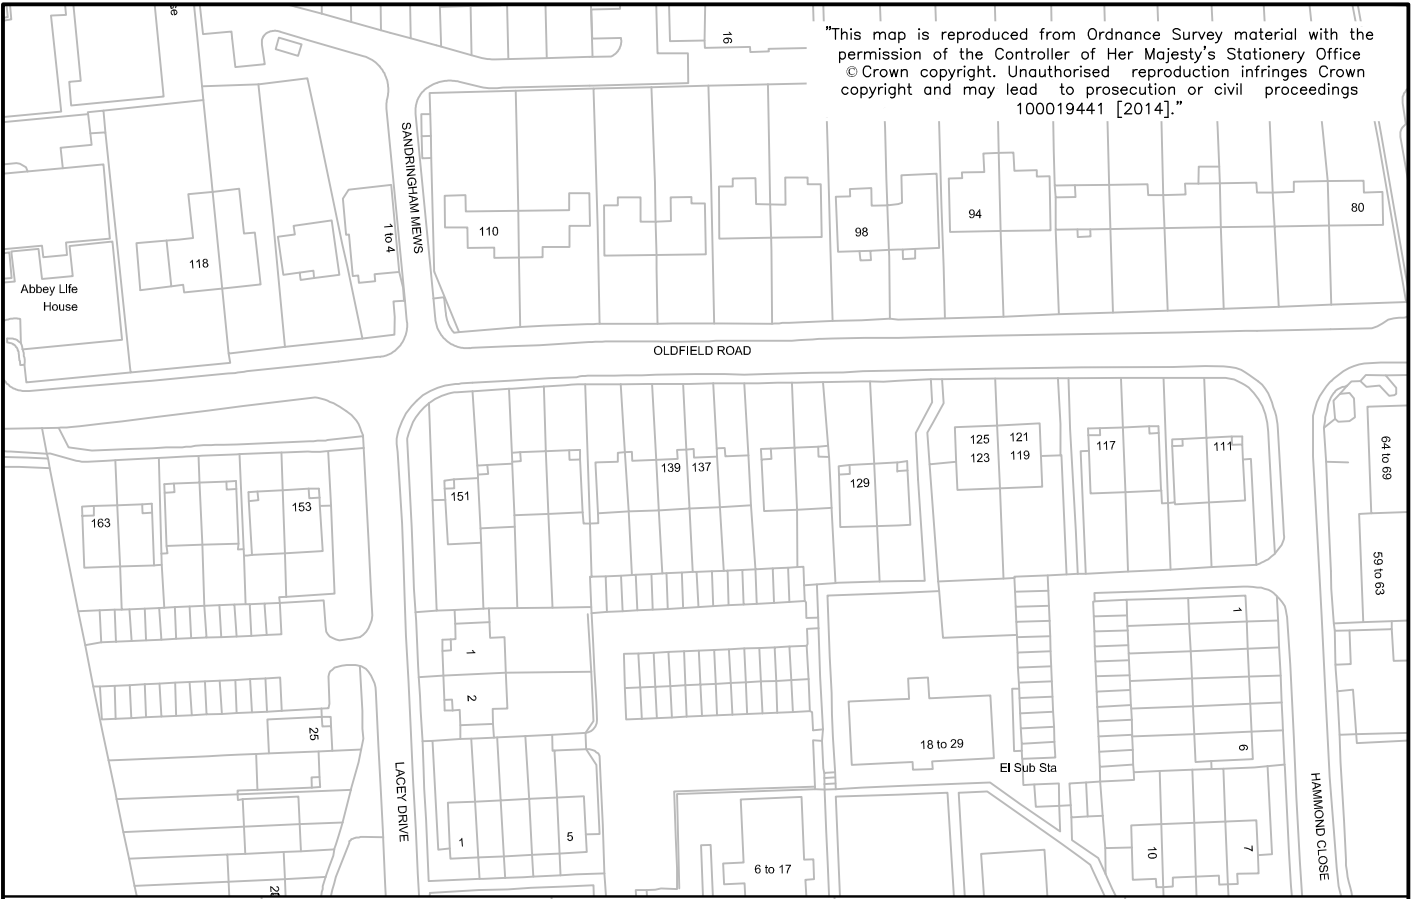 se
16
"This map is reproduced from Ordnance Survey material with the
permission of the Controller of Her Majesty's Stationery Office
© Crown copyright. Unauthorised reproduction infringes Crown
copyright and may lead to prosecution or civil proceedings
100019441 [2014]."
SANDRINGHAM MEWS
1 to 4
118
110
98
94
80
Abbey LIfe
House
OLDFIELD ROAD
163
153
151
139
137
129
125
121
123
119
117
111
64 to 69
59 to 63
1
2
1
6
25
18 to 29
El Sub Sta
LACEY DRIVE
HAMMOND CLOSE
1
5
6 to 17
10
7